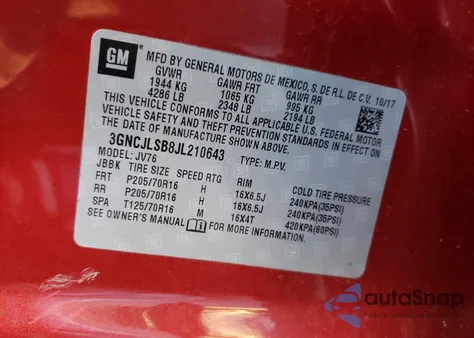 GM
MFD BY GENERAL MOTORS DE MEXICO, S. DE R.L. DE C.V. 10/17
GVWR GAWR FRT GAWR RR
1944 KG 1065 KG 995 KG
4286 LB 2348 LB 2194 LB
THIS VEHICLE CONFORMS TO ALL APPLICABLE U.S. FEDERAL MOTOR
VEHICLE SAFETY, BUMPER, AND THEFT PREVENTION STANDARDS IN
EFFECT ON THE DATE OF MANUFACTURE SHOWN ABOVE.
3GNCJLSB8JL210643 TYPE: M.P.V.
MODEL: JV76
JBBK TIRE SIZE SPEED RTG RIM COLD TIRE PRESSURE
FRT P205/70R16 H 16X6.5J 240KPA(35PSI)
RR P205/70R16 H 16X6.5J 240KPA(35PSI)
SPA T125/70R16 M 16X4T 420KPA(60PSI)
SEE OWNER'S MANUAL FOR MORE INFORMATION
autoSnap